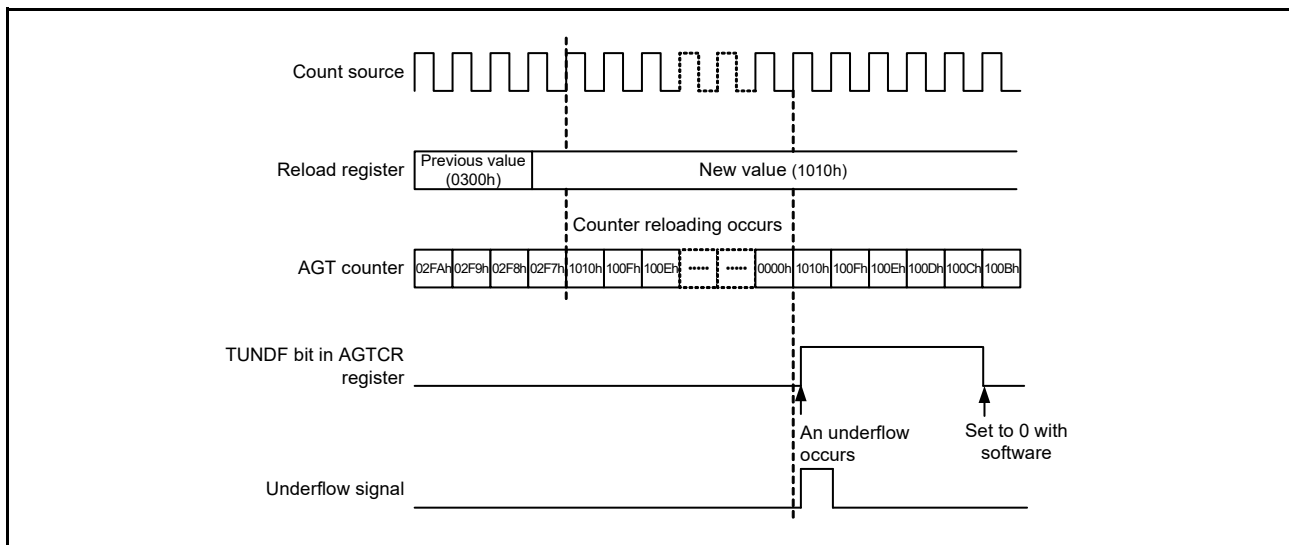 Count source
Reload register
Previous value
(0300h)
New value (1010h)
Counter reloading occurs
AGT counter
02FAh 02F9h 02F8h 02F7h 1010h 100Fh 100Eh ····· ····· 0000h 1010h 100Fh 100Eh 100Dh 100Ch 100Bh
TUNDF bit in AGTCR
register
An underflow
occurs
Set to 0 with
software
Underflow signal